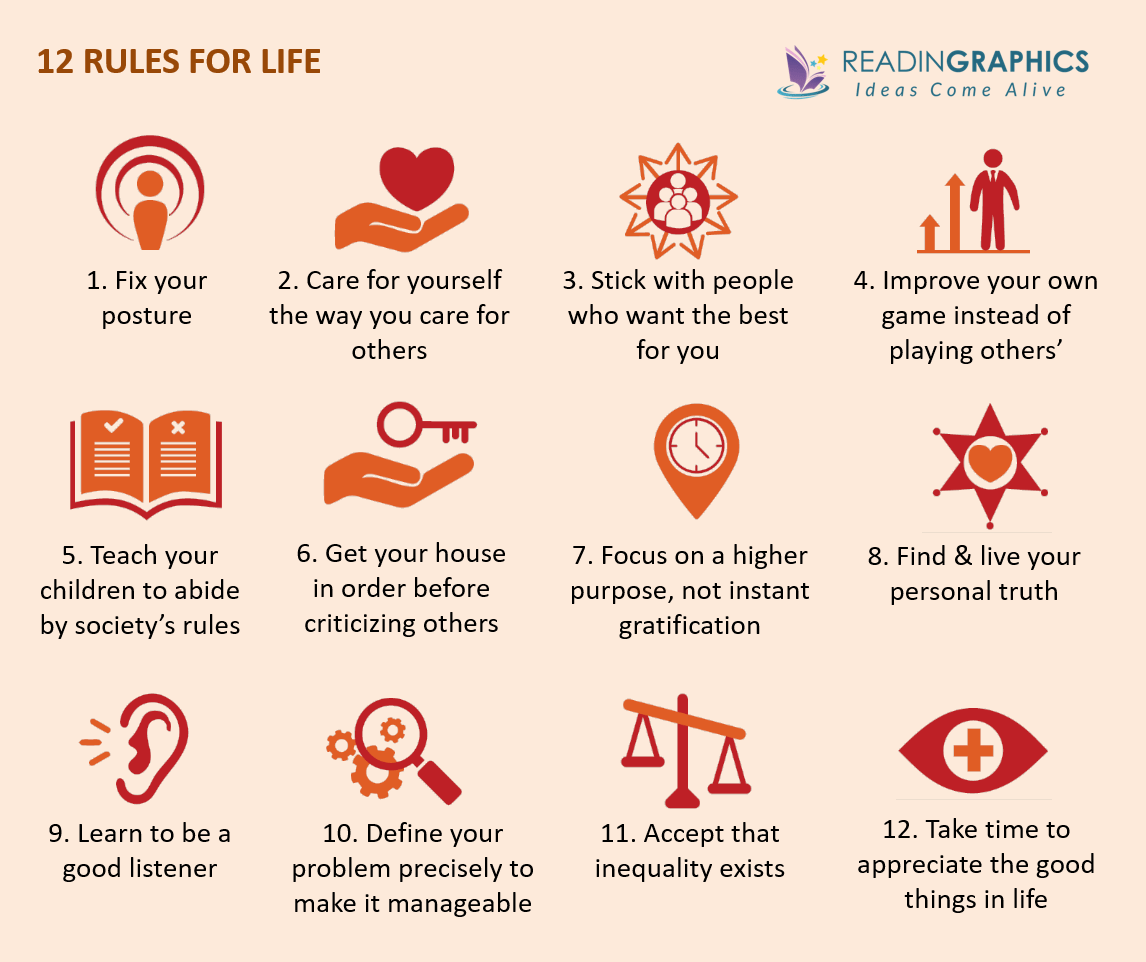 12 RULES FOR LIFE
READINGRAPHICS
Ideas Come Alive
1. Fix your
posture
2. Care for yourself
the way you care for
others
3. Stick with people
who want the best
for you
4. Improve your own
game instead of
playing others’
5. Teach your
children to abide
by society’s rules
6. Get your house
in order before
criticizing others
7. Focus on a higher
purpose, not instant
gratification
8. Find & live your
personal truth
9. Learn to be a
good listener
10. Define your
problem precisely to
make it manageable
11. Accept that
inequality exists
12. Take time to
appreciate the good
things in life